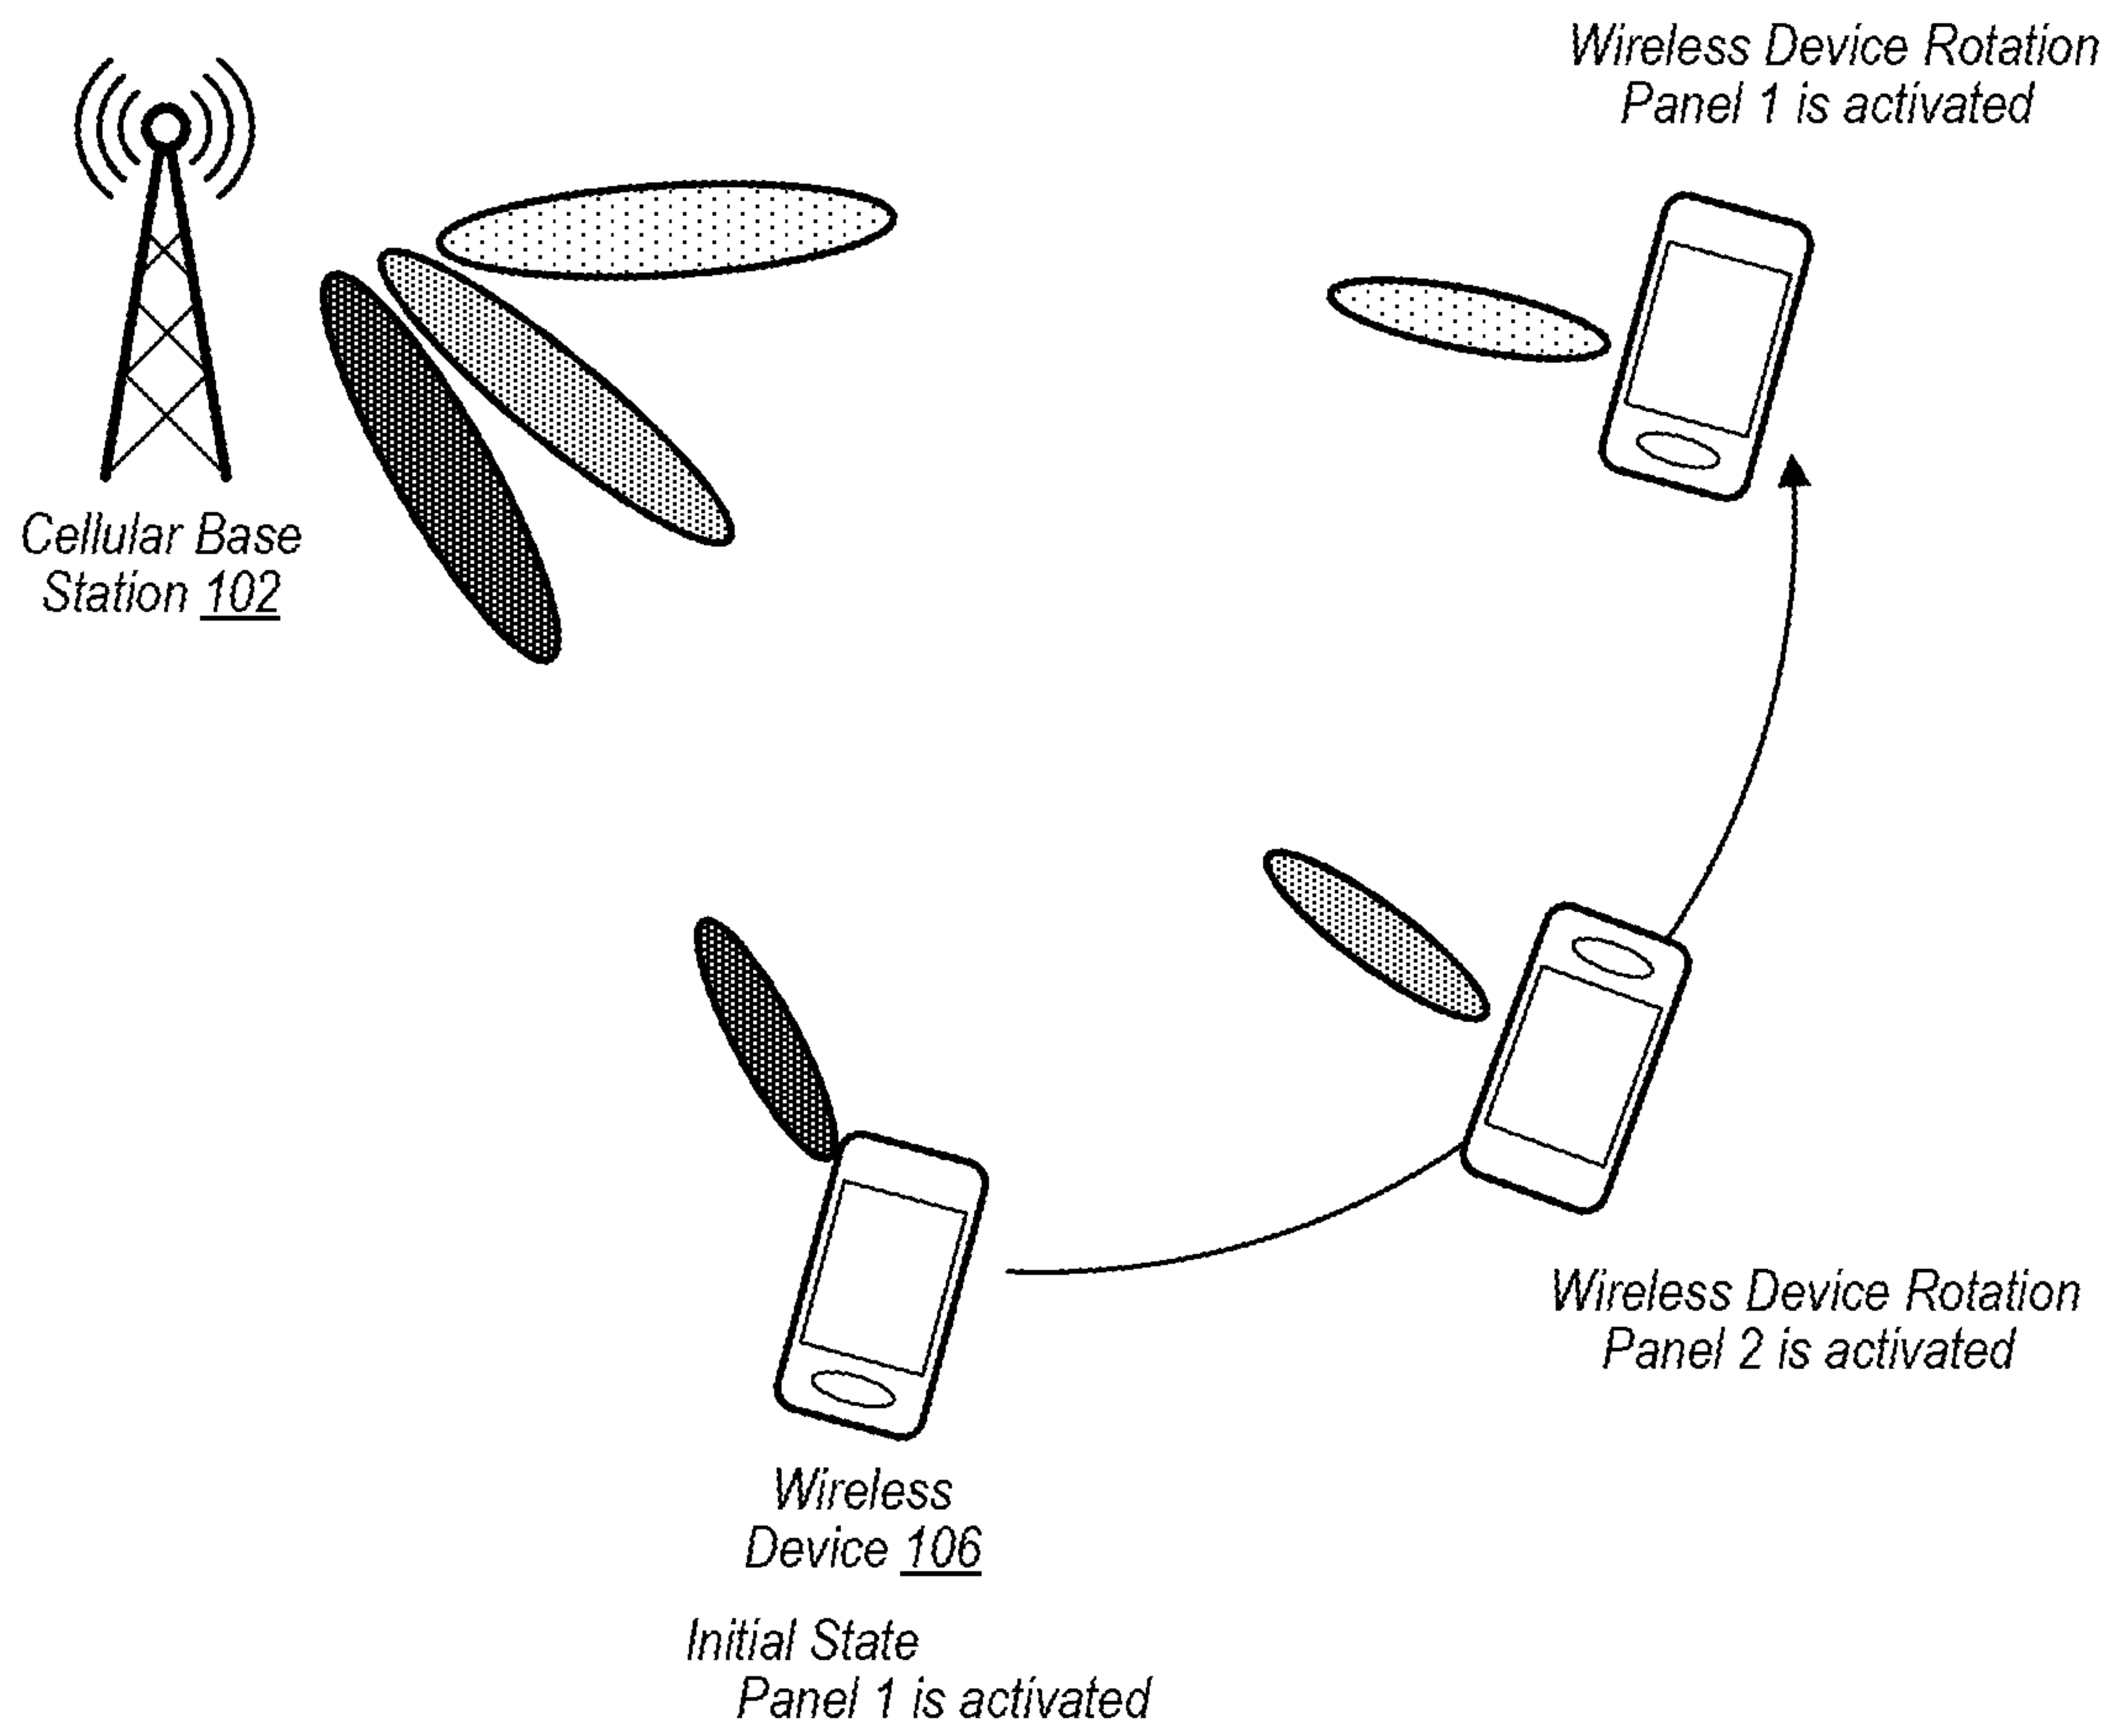 Wireless Device Rotation
Panel 1 is activated
Cellular Base
Station 102
Wireless Device Rotation
Panel 2 is activated
Wireless
Device 106
Initial State
Panel 1 is activated